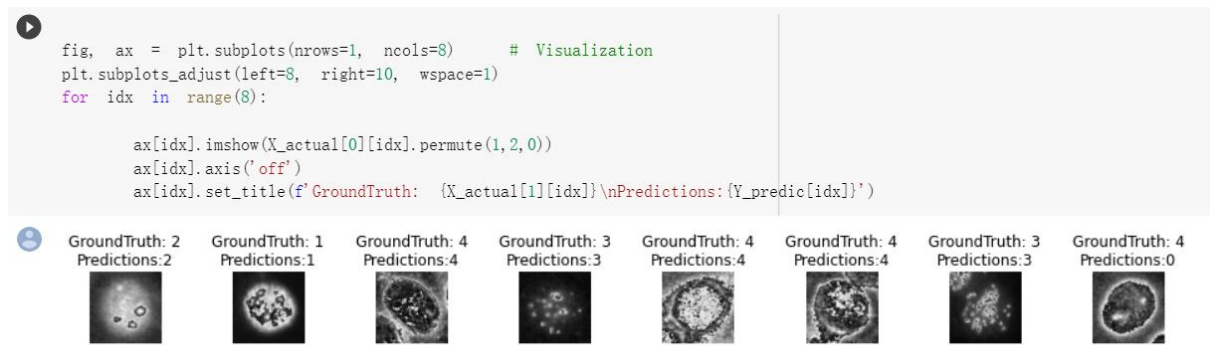 fig, ax = plt.subplots(nrows=1, ncols=8) # Visualization
plt.subplots_adjust(left=8, right=10, wspace=1)
for idx in range(8):
ax[idx].imshow(X_actual[0][idx].permute(1,2,0))
ax[idx].axis('off')
ax[idx].set_title(f'GroundTruth: {X_actual[1][idx]}\nPredictions:{Y_predic[idx]}')
GroundTruth: 2
Predictions:2
GroundTruth: 1
Predictions:1
GroundTruth: 4
Predictions:4
GroundTruth: 3
Predictions:3
GroundTruth: 4
Predictions:4
GroundTruth: 4
Predictions:4
GroundTruth: 3
Predictions:3
GroundTruth: 4
Predictions:0